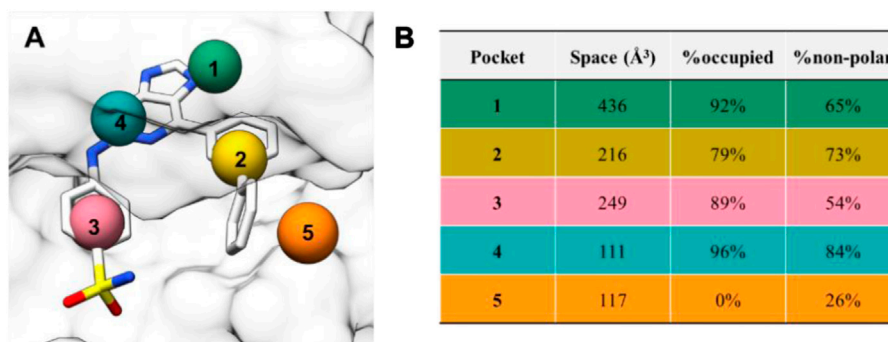 A
1
4
2
3
5
B
Pocket Space (Å³) %occupied %non-polar
1 436 92% 65%
2 216 79% 73%
3 249 89% 54%
4 111 96% 84%
5 117 0% 26%